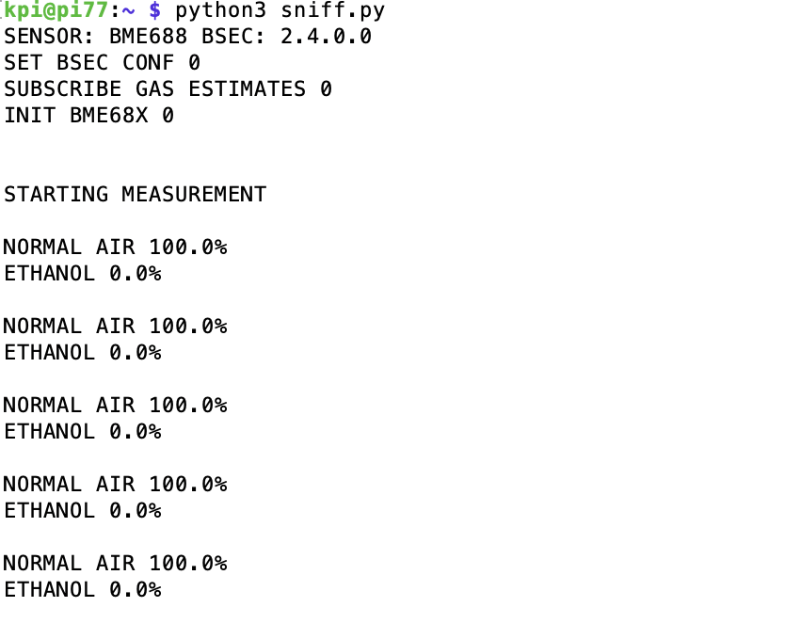 [kpi@pi77:~ $ python3 sniff.py
SENSOR: BME688 BSEC: 2.4.0.0
SET BSEC CONF 0
SUBSCRIBE GAS ESTIMATES 0
INIT BME68X 0
STARTING MEASUREMENT
NORMAL AIR 100.0%
ETHANOL 0.0%
NORMAL AIR 100.0%
ETHANOL 0.0%
NORMAL AIR 100.0%
ETHANOL 0.0%
NORMAL AIR 100.0%
ETHANOL 0.0%
NORMAL AIR 100.0%
ETHANOL 0.0%